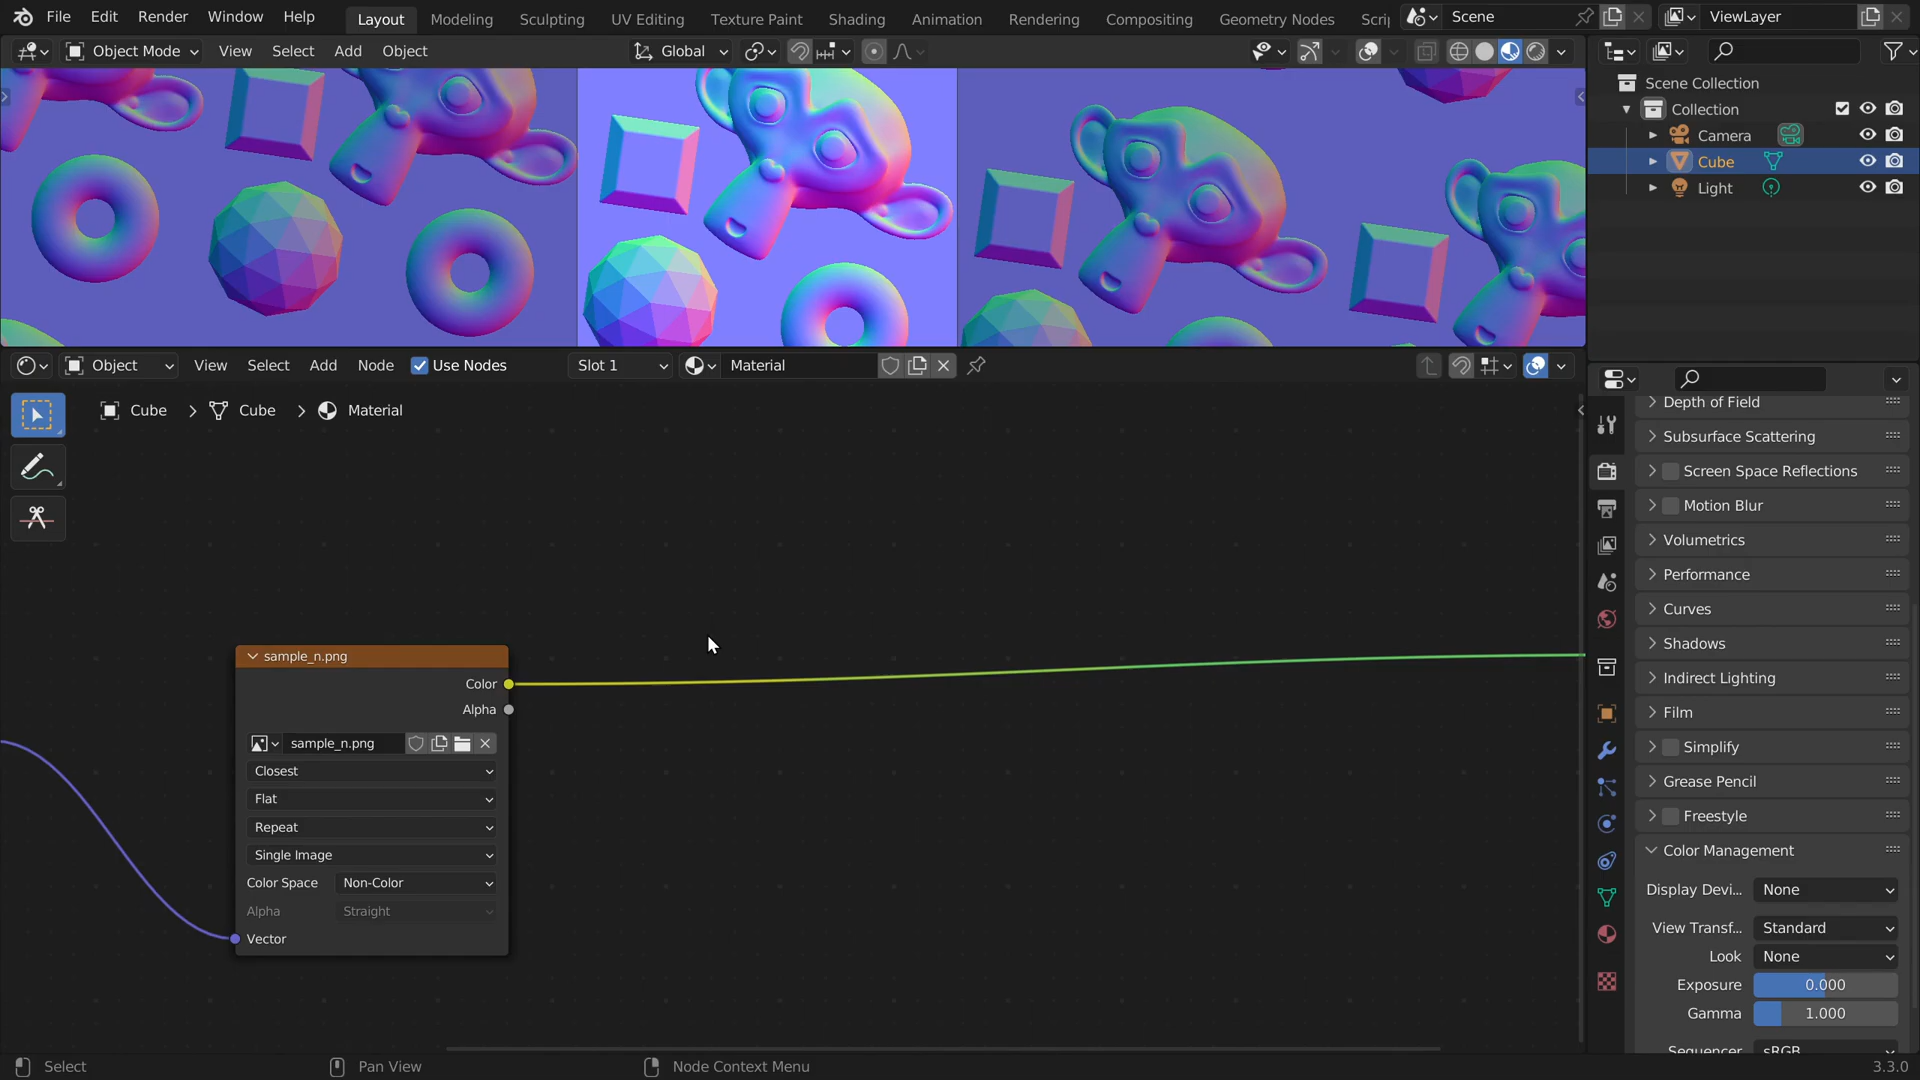 File Edit Render Window Help Layout Modeling Sculpting UV Editing Texture Paint Shading Animation Rendering Compositing Geometry Nodes Scrip Scene ViewLayer
Object Mode View Select Add Object Global
Scene Collection
Collection
Camera
Cube
Light
Object View Select Add Node Use Nodes Slot 1 Material
Cube > Cube > Material
Depth of Field
Subsurface Scattering
Screen Space Reflections
Motion Blur
Volumetrics
Performance
Curves
Shadows
Indirect Lighting
Film
Simplify
Grease Pencil
Freestyle
Color Management
Display Devi... None
View Transf... Standard
Look None
Exposure 0.000
Gamma 1.000
Sequencer sRGB
sample_n.png
Color
Alpha
sample_n.png
Closest
Flat
Repeat
Single Image
Color Space Non-Color
Alpha Straight
Vector
Select Pan View Node Context Menu 3.3.0